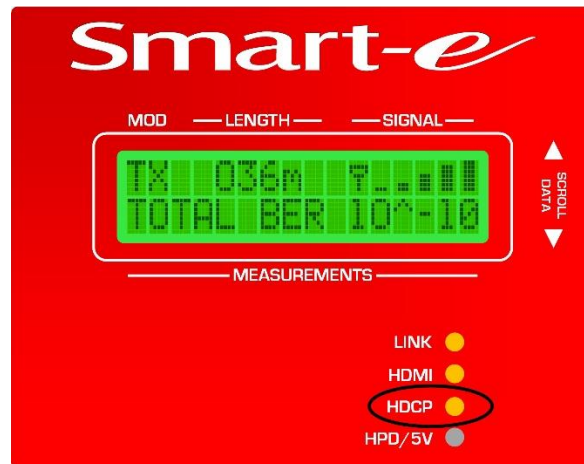 Smart-e
MOD LENGTH SIGNAL
TX 036m
TOTAL BER 10^-10
SCROLL
DATA
MEASUREMENTS
LINK
HDMI
HDCP
HPD/5V